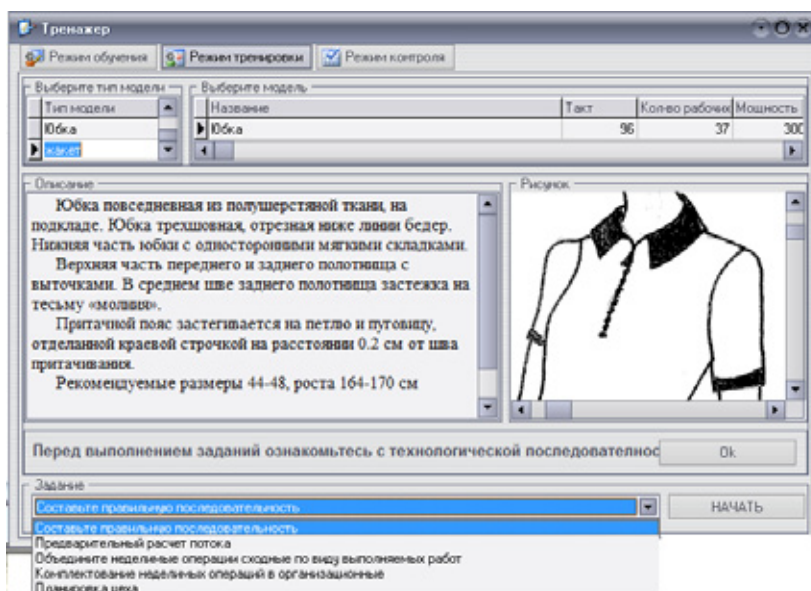 Тренажер
Режим обучения Режим тренировки Режим контроля
Выберите тип модели Выберите модель
Тип модели Название Такт Кол-во рабочих Мощность
Юбка Юбка 96 37 300
жакет
Описание Рисунок
Юбка повседневная из полушерстяной ткани, на
подкладе. Юбка трехшовная, отрезная ниже линии бедер.
Нижняя часть юбки с односторонними мягкими складками.
Верхняя часть переднего и заднего полотнища с
выточками. В среднем шве заднего полотнища застежка на
тесьму «молния».
Притачной пояс застегивается на петлю и пуговицу,
отделанной краевой строчкой на расстоянии 0.2 см от шва
притачивания.
Рекомендуемые размеры 44-48, роста 164-170 см
Перед выполнением заданий ознакомьтесь с технологической последователнос Ok
Задание
Составьте правильную последовательность НАЧАТЬ
Составьте правильную последовательность
Предварительный расчет потока
Объедините неделимые операции сходные по виду выполняемых работ
Комплектование неделимых операций в организационные
Планировка цеха